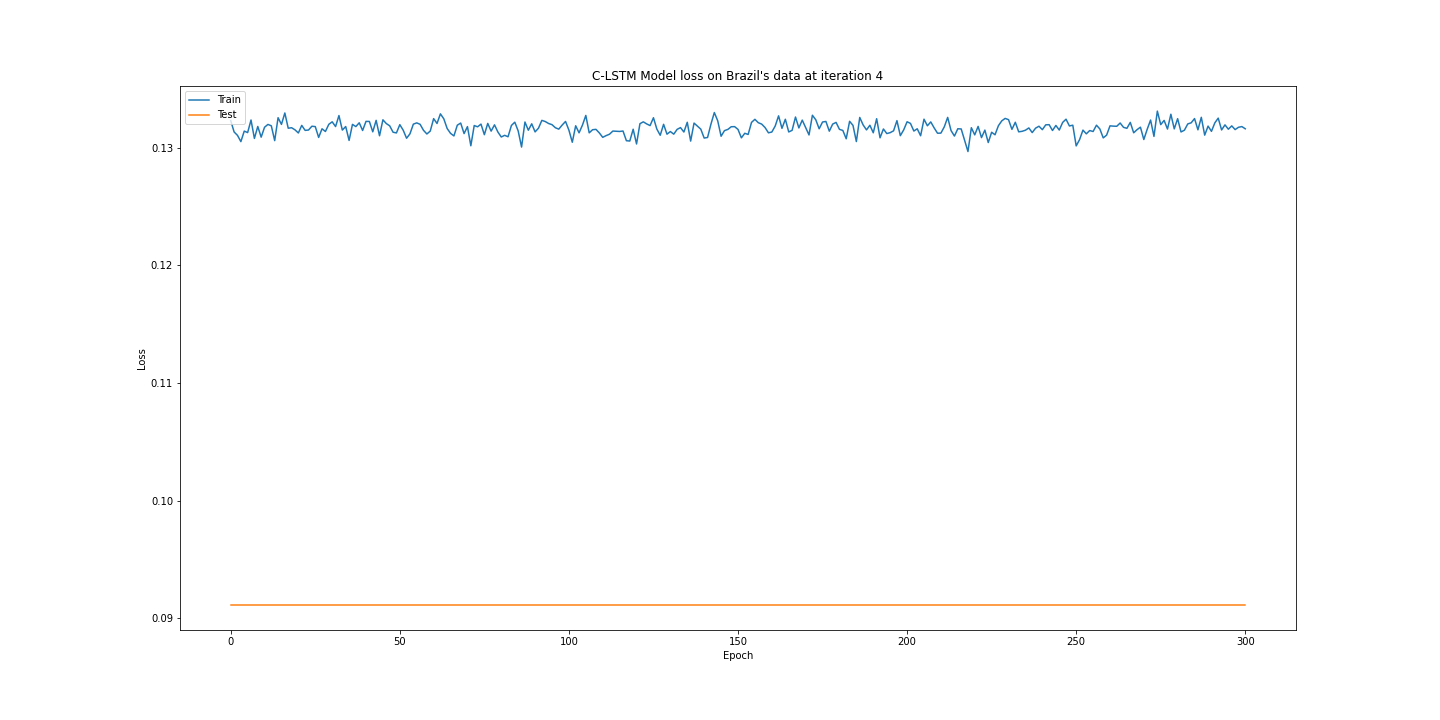 C-LSTM Model loss on Brazil's data at iteration 4
Train
Test
0.13
0.12
0.11
0.10
0.09
Loss
0
50
100
150
200
250
300
Epoch